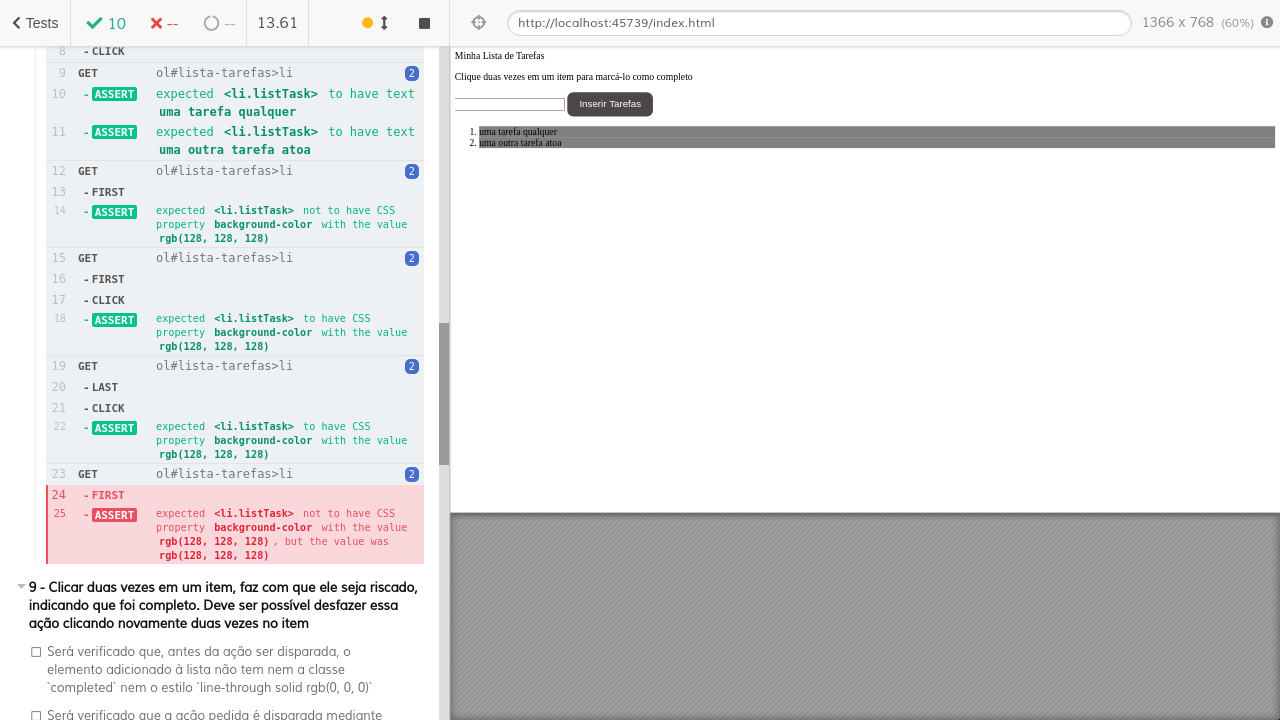 Tests
10
--
--
13.61
http://localhost:45739/index.html
1366 x 768 (60%)
8 - CLICK
9 GET ol#lista-tarefas>li 2
10 - ASSERT expected <li.listTask> to have text
uma tarefa qualquer
11 - ASSERT expected <li.listTask> to have text
uma outra tarefa atoa
12 GET ol#lista-tarefas>li 2
13 - FIRST
14 - ASSERT expected <li.listTask> not to have CSS
property background-color with the value
rgb(128, 128, 128)
15 GET ol#lista-tarefas>li 2
16 - FIRST
17 - CLICK
18 - ASSERT expected <li.listTask> to have CSS
property background-color with the value
rgb(128, 128, 128)
19 GET ol#lista-tarefas>li 2
20 - LAST
21 - CLICK
22 - ASSERT expected <li.listTask> to have CSS
property background-color with the value
rgb(128, 128, 128)
23 GET ol#lista-tarefas>li 2
24 - FIRST
25 - ASSERT expected <li.listTask> not to have CSS
property background-color with the value
rgb(128, 128, 128), but the value was
rgb(128, 128, 128)
9 - Clicar duas vezes em um item, faz com que ele seja riscado,
indicando que foi completo. Deve ser possível desfazer essa
ação clicando novamente duas vezes no item
Será verificado que, antes da ação ser disparada, o
elemento adicionado à lista não tem nem a classe
`completed` nem o estilo `line-through solid rgb(0, 0, 0)`
Será verificado que a ação pedida é disparada mediante
Minha Lista de Tarefas
Clique duas vezes em um item para marcá-lo como completo
Inserir Tarefas
1. uma tarefa qualquer
2. uma outra tarefa atoa